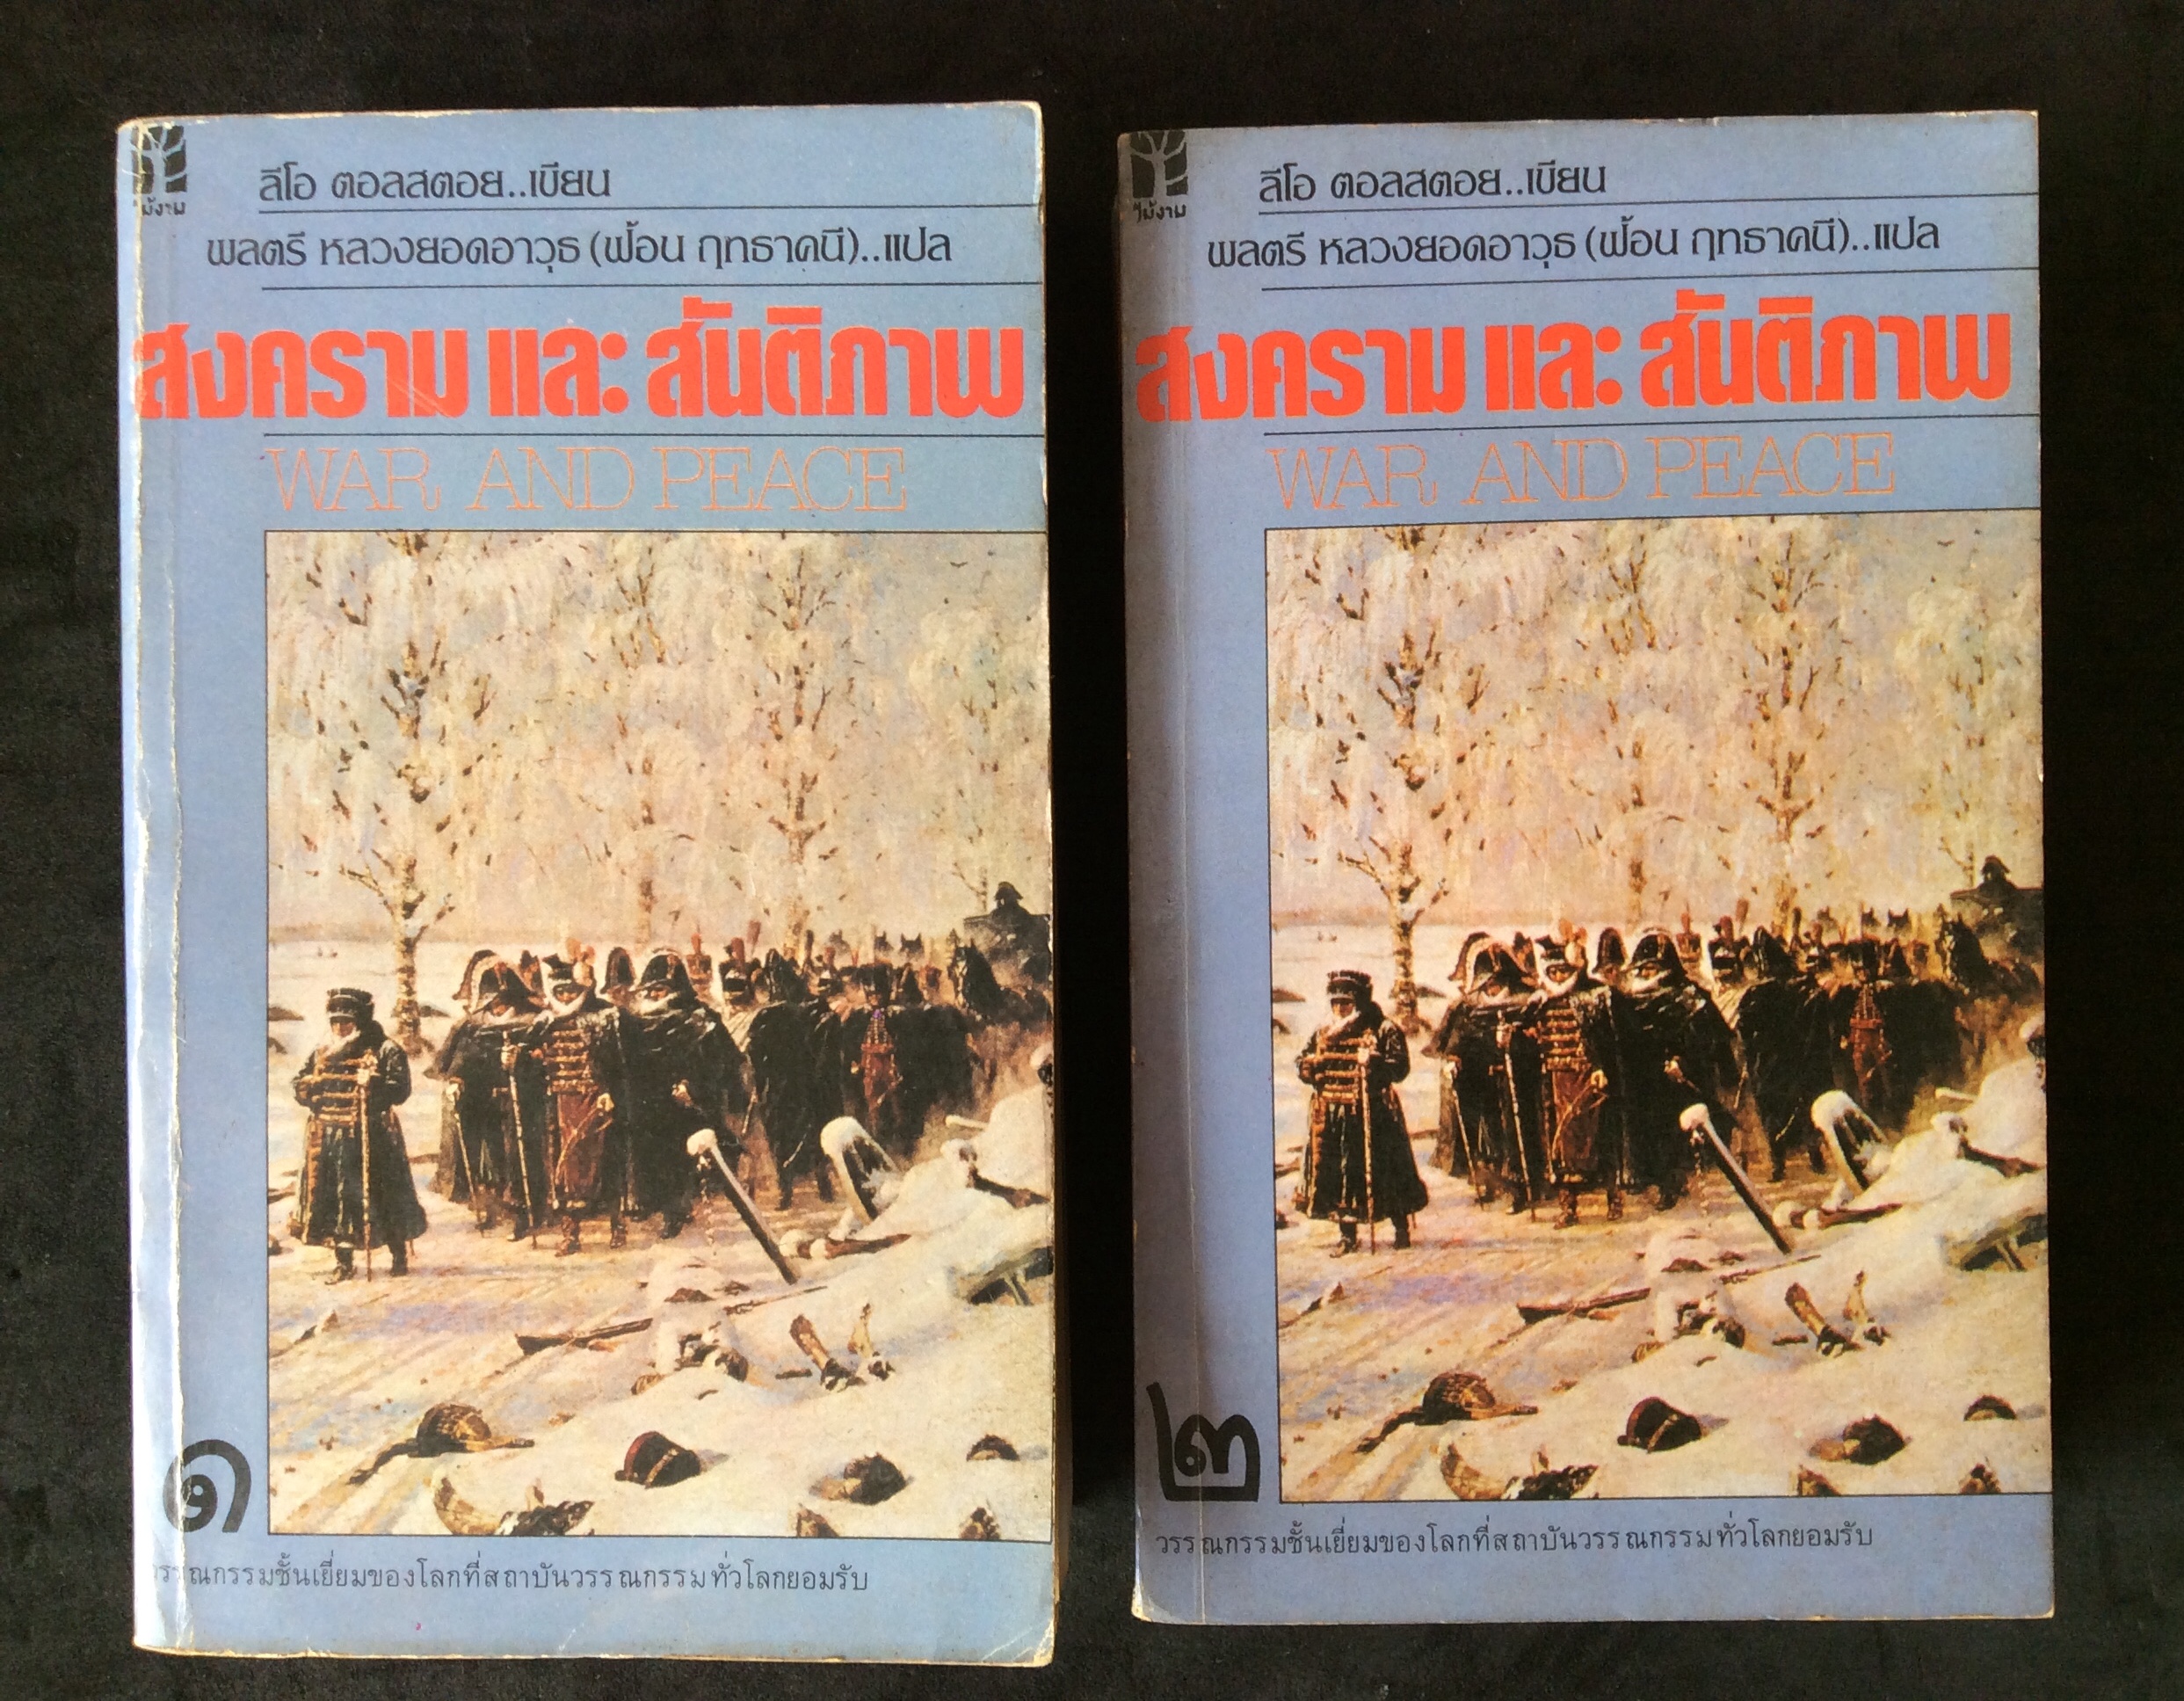 ไม้งาม
ลีโอ ตอลสตอย..เขียน
พลตรี หลวงยอดอาวุธ (ฟ้อน ฤทธาคนี)..แปล
สงคราม และ สันติภาพ
WAR AND PEACE
๑
วรรณกรรมชั้นเยี่ยมของโลกที่สถาบันวรรณกรรมทั่วโลกยอมรับ
ไม้งาม
ลีโอ ตอลสตอย..เขียน
พลตรี หลวงยอดอาวุธ (ฟ้อน ฤทธาคนี)..แปล
สงคราม และ สันติภาพ
WAR AND PEACE
๒
วรรณกรรมชั้นเยี่ยมของโลกที่สถาบันวรรณกรรมทั่วโลกยอมรับ